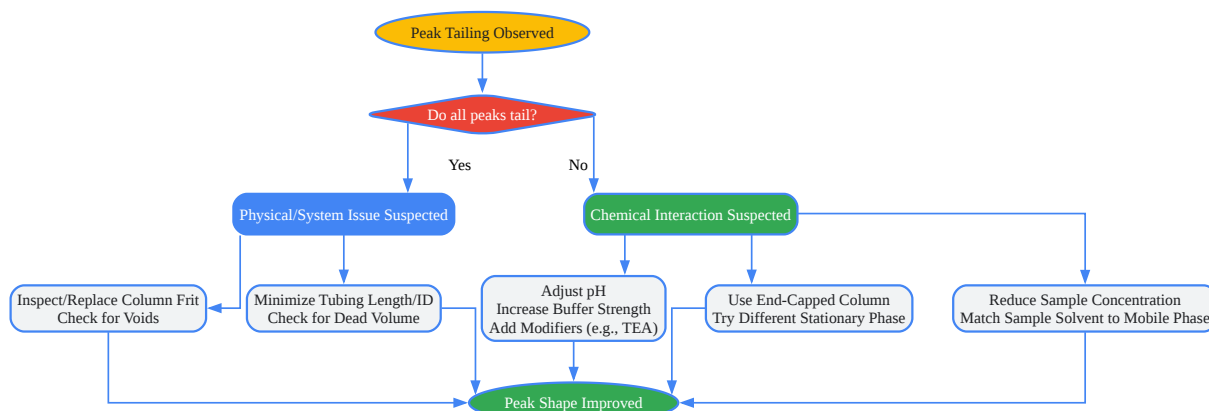 Peak Tailing Observed
Do all peaks tail?
Yes
No
Physical/System Issue Suspected
Chemical Interaction Suspected
Inspect/Replace Column Frit
Check for Voids
Minimize Tubing Length/ID
Check for Dead Volume
Adjust pH
Increase Buffer Strength
Add Modifiers (e.g., TEA)
Use End-Capped Column
Try Different Stationary Phase
Reduce Sample Concentration
Match Sample Solvent to Mobile Phase
Peak Shape Improved